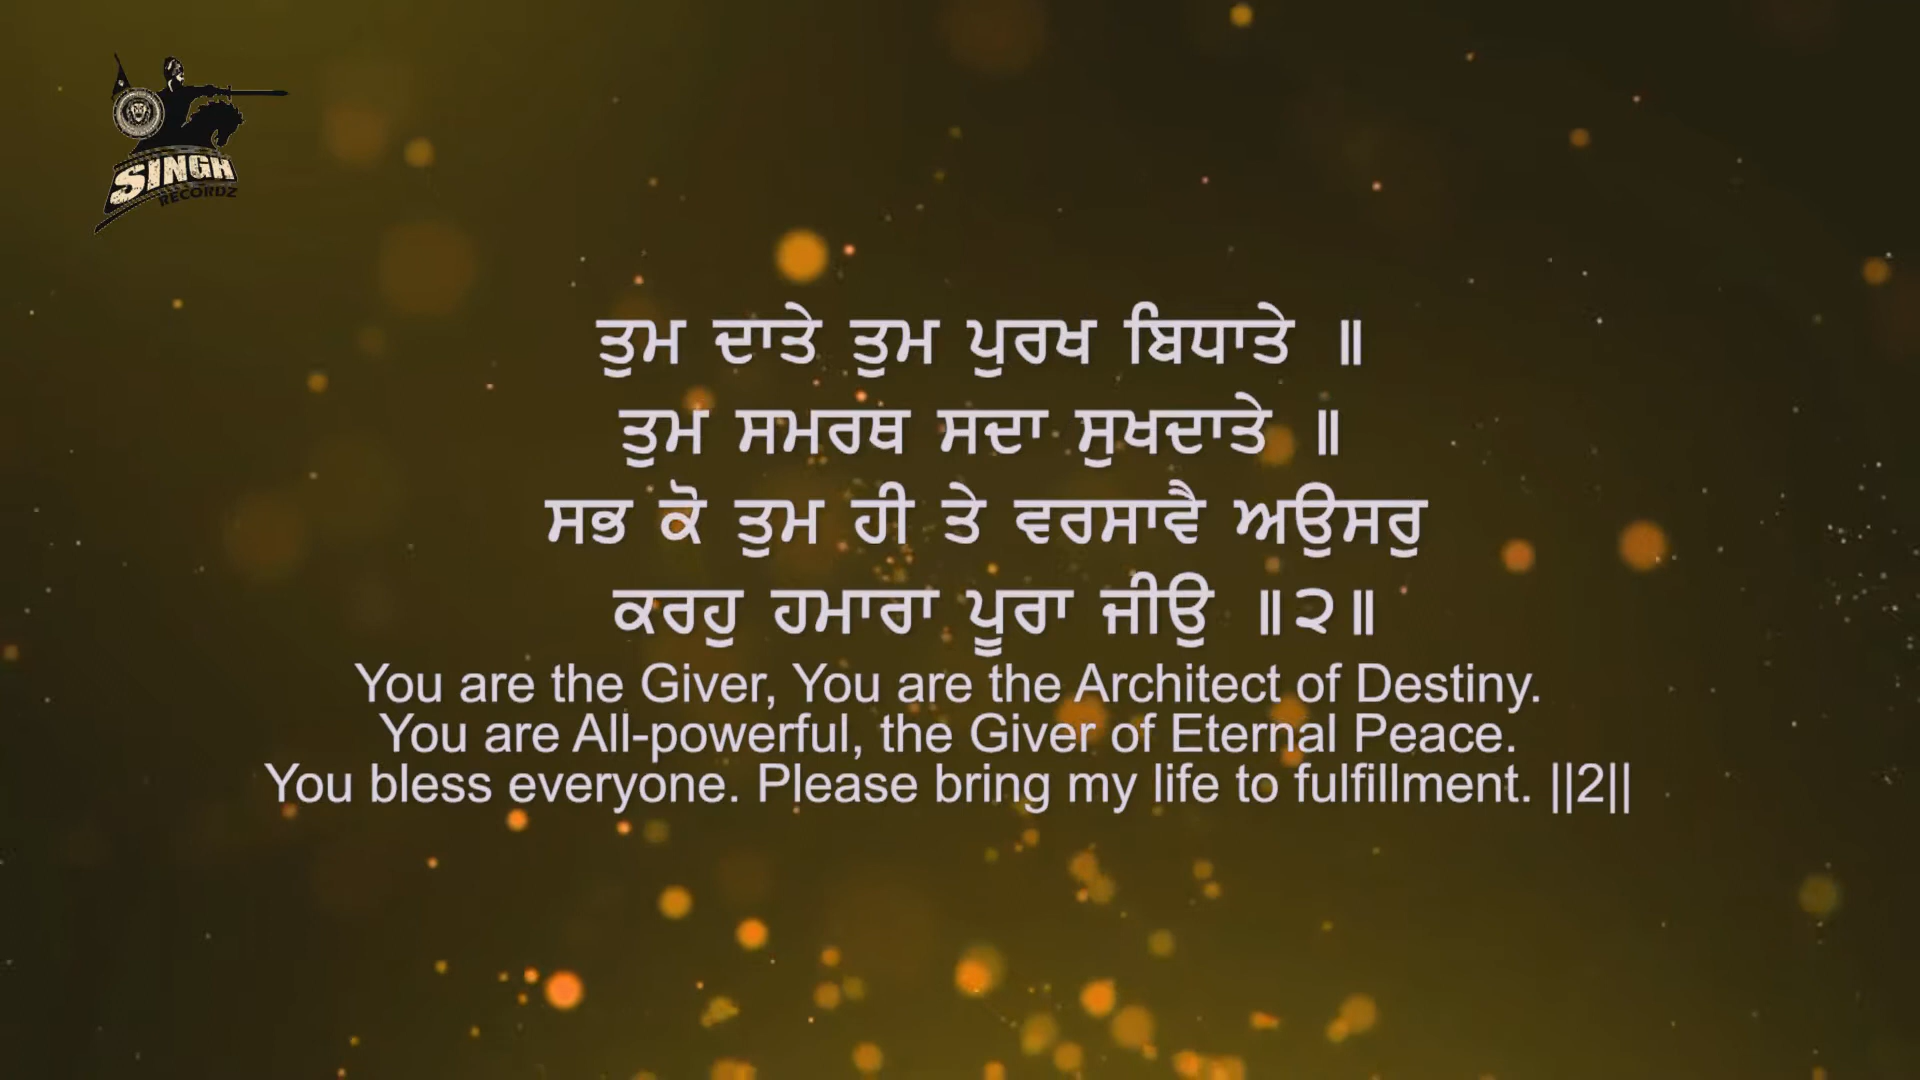 SINGH
RECORDZ
ਤੁਮ ਦਾਤੇ ਤੁਮ ਪੁਰਖ ਬਿਧਾਤੇ ॥
ਤੁਮ ਸਮਰਥ ਸਦਾ ਸੁਖਦਾਤੇ ॥
ਸਭ ਕੋ ਤੁਮ ਹੀ ਤੇ ਵਰਸਾਵੈ ਅਉਸਰੁ
ਕਰਹੁ ਹਮਾਰਾ ਪੂਰਾ ਜੀਉ ॥੨॥
You are the Giver, You are the Architect of Destiny.
You are All-powerful, the Giver of Eternal Peace.
You bless everyone. Please bring my life to fulfillment. ||2||